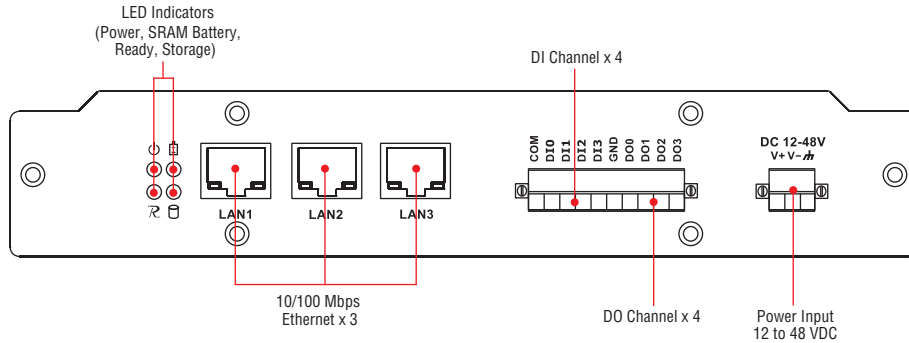 LED Indicators
(Power, SRAM Battery,
Ready, Storage)
DI Channel x 4
COM
DI0
DI1
DI2
DI3
GND
DO0
DO1
DO2
DO3
DC 12-48V
V+ V-
LAN1
LAN2
LAN3
10/100 Mbps
Ethernet x 3
DO Channel x 4
Power Input
12 to 48 VDC